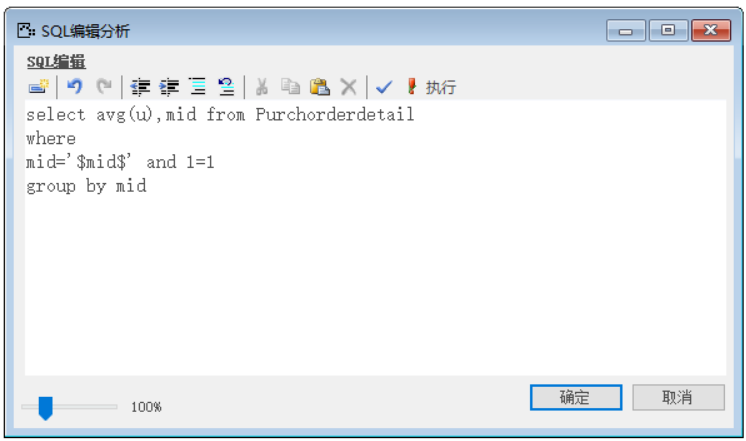 SQL编辑分析
SQL编辑
执行
select avg(u),mid from Purchorderdetail
where
mid='$mid$' and 1=1
group by mid
100%
确定 取消